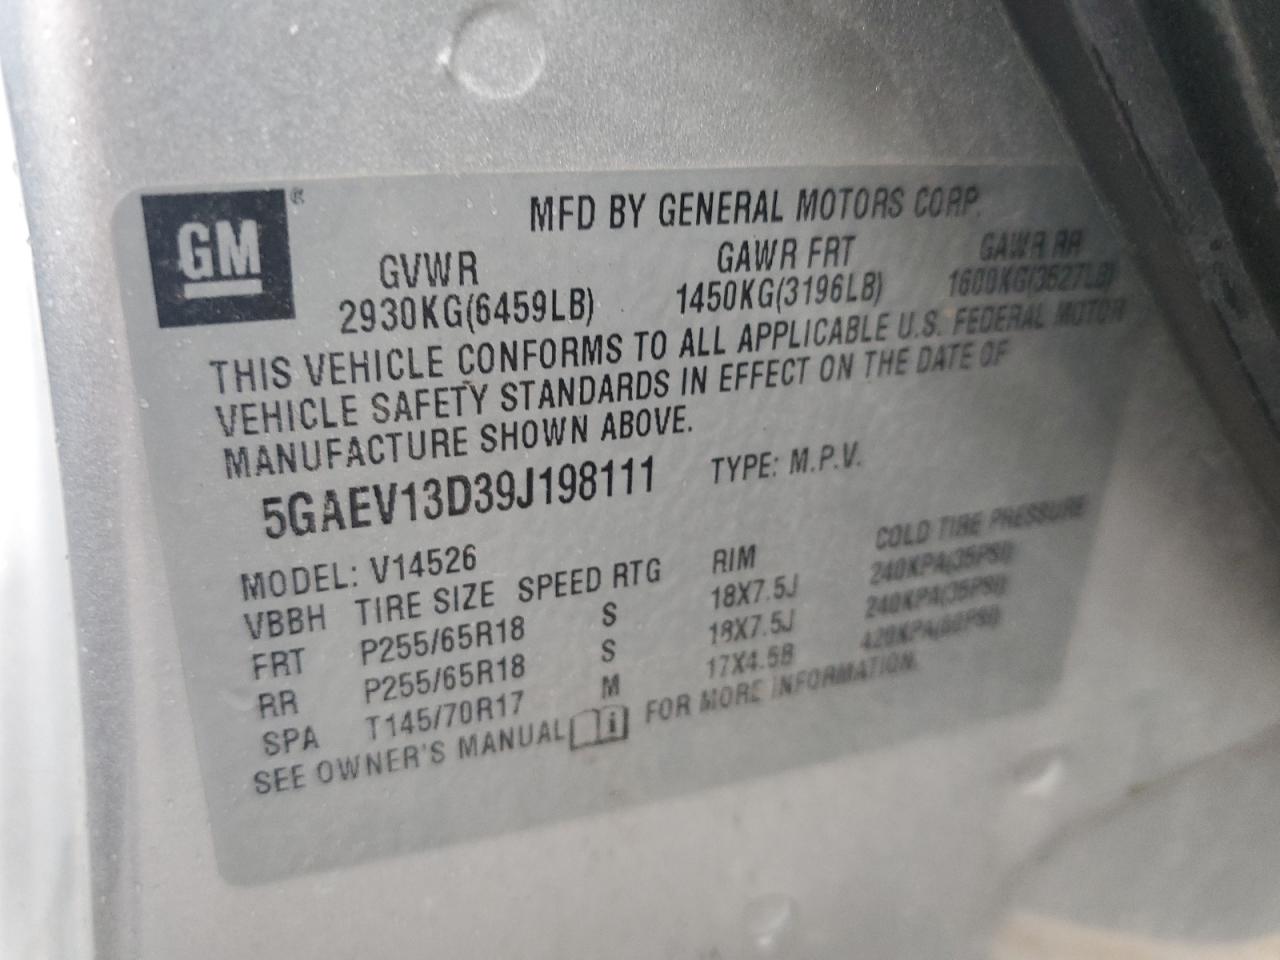 GM ® MFD BY GENERAL MOTORS CORP.
GVWR GAWR FRT GAWR RR
2930KG(6459LB) 1450KG(3196LB) 1600KG(3527LB)
THIS VEHICLE CONFORMS TO ALL APPLICABLE U.S. FEDERAL MOTOR
VEHICLE SAFETY STANDARDS IN EFFECT ON THE DATE OF
MANUFACTURE SHOWN ABOVE.
5GAEV13D39J198111 TYPE: M.P.V.
MODEL: V14526
VBBH TIRE SIZE SPEED RTG RIM COLD TIRE PRESSURE
FRT P255/65R18 S 18X7.5J 240KPA(35PSI)
RR P255/65R18 S 18X7.5J 240KPA(35PSI)
SPA T145/70R17 M 17X4.5B 420KPA(60PSI)
SEE OWNER'S MANUAL i FOR MORE INFORMATION.